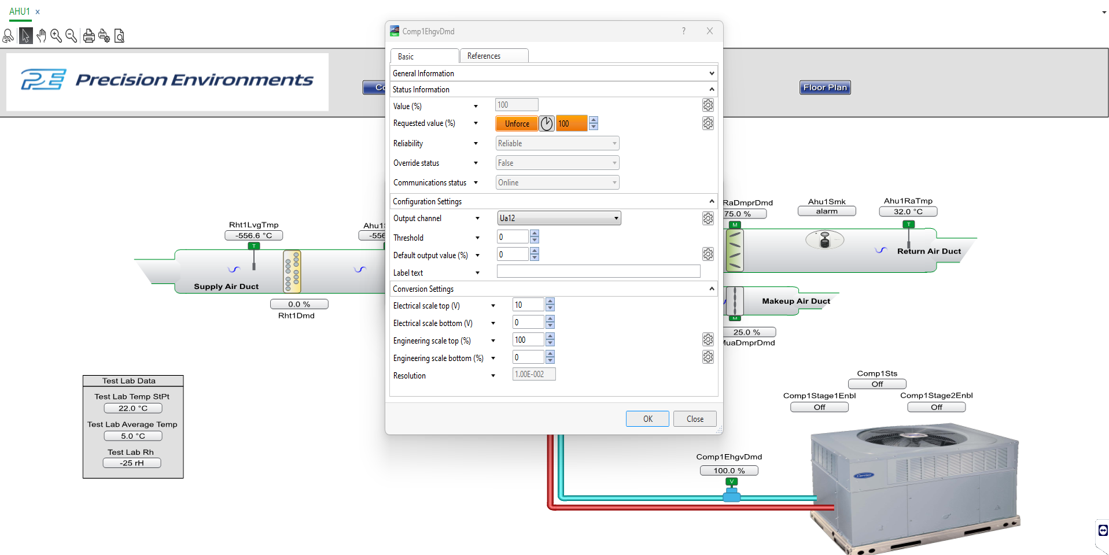 AHU1 ×
Comp1EhgvDmd ?
PE Precision Environments
Co
Floor Plan
Basic References
General Information
Status Information
Value (%) 100
Requested value (%) Unforce 100
Reliability Reliable
Override status False
Communications status Online
Configuration Settings
Output channel Ua12
Threshold 0
Default output value (%) 0
Label text
Conversion Settings
Electrical scale top (V) 10
Electrical scale bottom (V) 0
Engineering scale top (%) 100
Engineering scale bottom (%) 0
Resolution 1.00E-002
OK Close
Rht1LvgTmp
-556.6 °C
T
Ahu1S
-556
Supply Air Duct
0.0 %
Rht1Dmd
RaDmprDmd
75.0 %
M
Ahu1Smk
alarm
Ahu1RaTmp
32.0 °C
T
Return Air Duct
Makeup Air Duct
M
25.0 %
MuaDmprDmd
Test Lab Data
Test Lab Temp StPt
22.0 °C
Test Lab Average Temp
5.0 °C
Test Lab Rh
-25 rH
Comp1Sts
Off
Comp1Stage1Enbl
Off
Comp1Stage2Enbl
Off
Comp1EhgvDmd
100.0 %
V